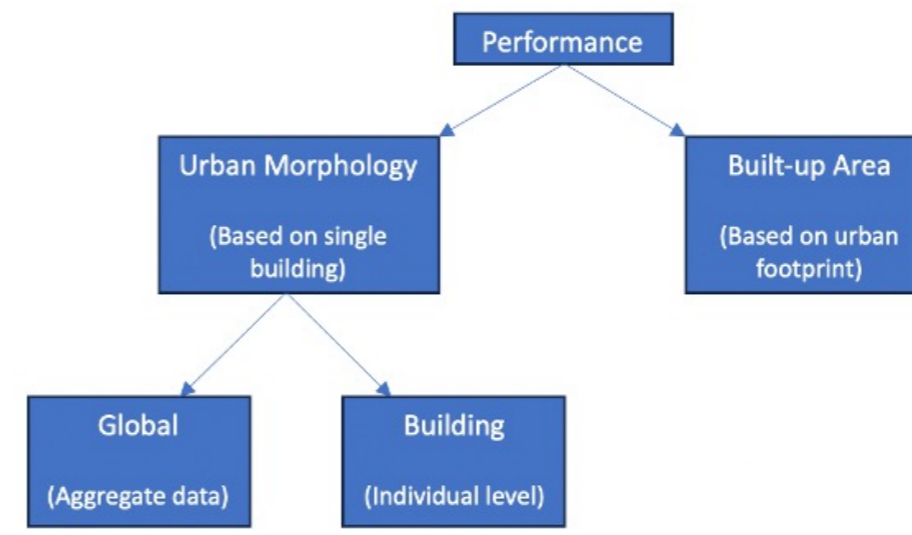 Performance
Urban Morphology
(Based on single
building)
Built-up Area
(Based on urban
footprint)
Global
(Aggregate data)
Building
(Individual level)